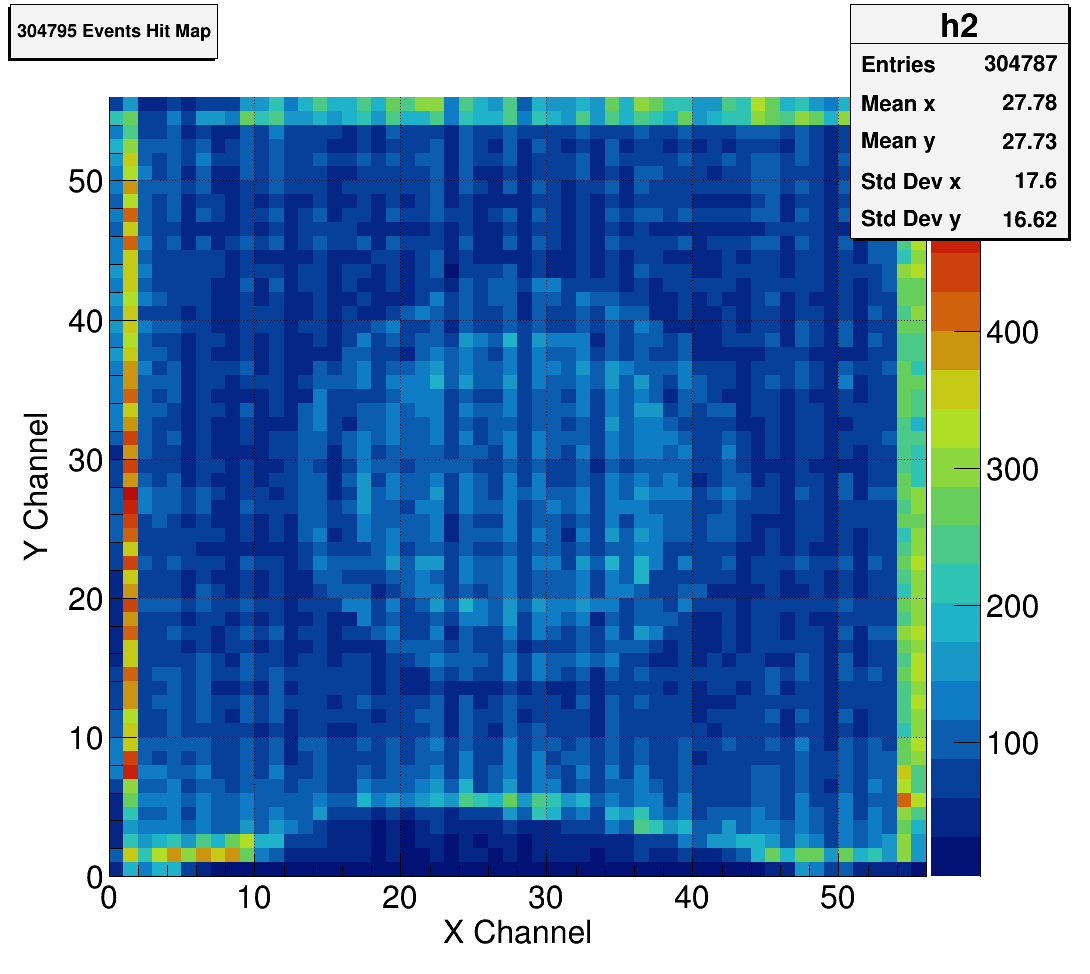 304795 Events Hit Map
h2
Entries 304787
Mean x 27.78
Mean y 27.73
Std Dev x 17.6
Std Dev y 16.62
50
40
30
20
10
0
Y Channel
400
300
200
100
0 10 20 30 40 50
X Channel